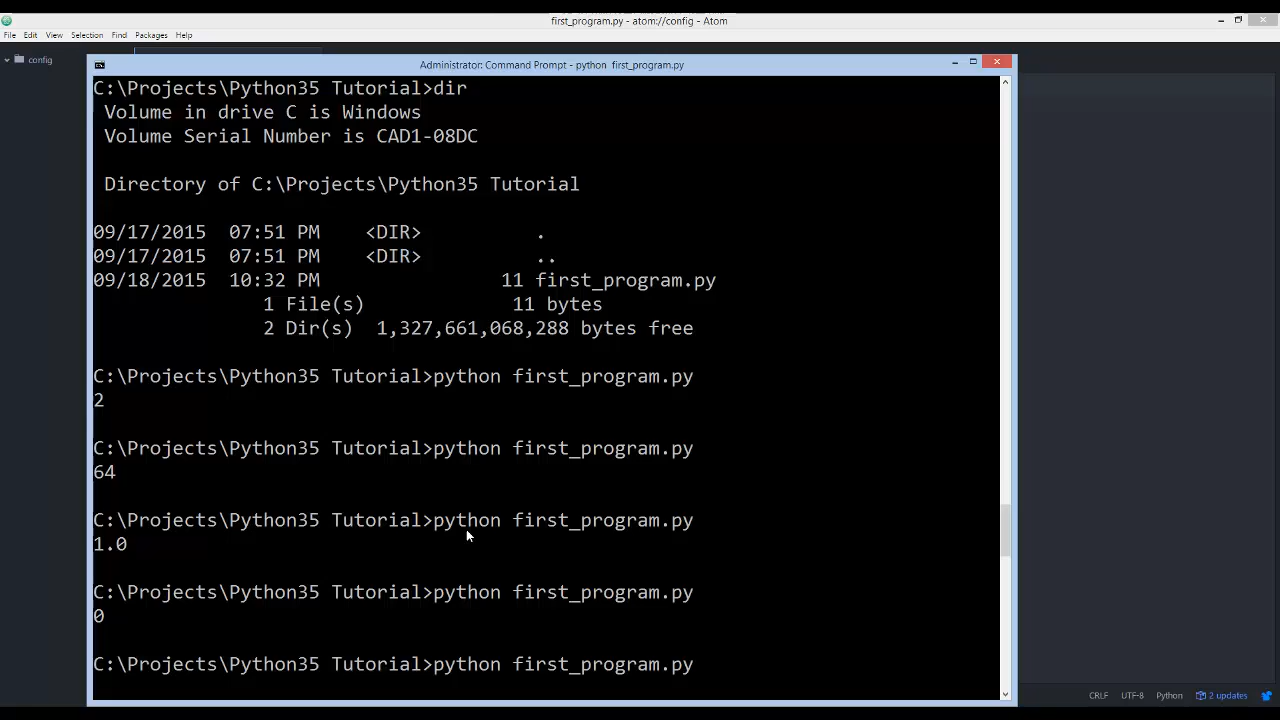 first_program.py - atom://config - Atom
File Edit View Selection Find Packages Help
config
Administrator: Command Prompt - python first_program.py
C:\Projects\Python35 Tutorial>dir
Volume in drive C is Windows
Volume Serial Number is CAD1-08DC
Directory of C:\Projects\Python35 Tutorial
09/17/2015 07:51 PM <DIR> .
09/17/2015 07:51 PM <DIR> ..
09/18/2015 10:32 PM 11 first_program.py
1 File(s) 11 bytes
2 Dir(s) 1,327,661,068,288 bytes free
C:\Projects\Python35 Tutorial>python first_program.py
2
C:\Projects\Python35 Tutorial>python first_program.py
64
C:\Projects\Python35 Tutorial>python first_program.py
1.0
C:\Projects\Python35 Tutorial>python first_program.py
0
C:\Projects\Python35 Tutorial>python first_program.py
CRLF UTF-8 Python 2 updates